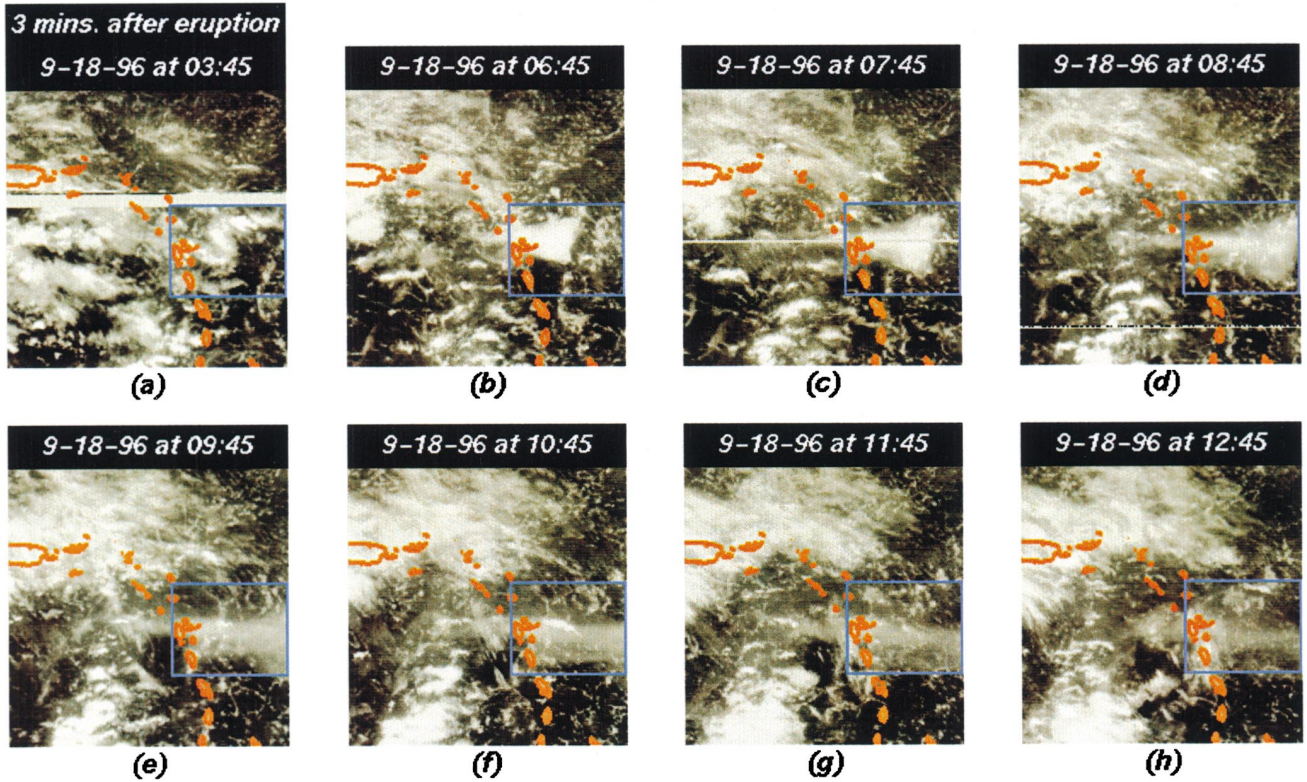 3 mins. after eruption
9-18-96 at 03:45
9-18-96 at 06:45
9-18-96 at 07:45
9-18-96 at 08:45
(a)
(b)
(c)
(d)
9-18-96 at 09:45
9-18-96 at 10:45
9-18-96 at 11:45
9-18-96 at 12:45
(e)
(f)
(g)
(h)